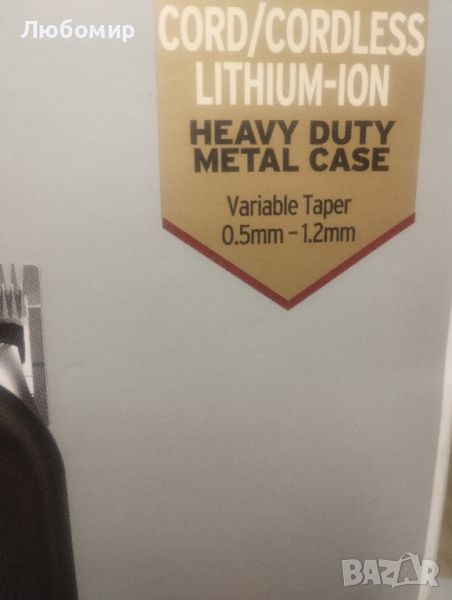 Любомир
CORD/CORDLESS
LITHIUM-ION
HEAVY DUTY
METAL CASE
Variable Taper
0.5mm - 1.2mm
BAZAR